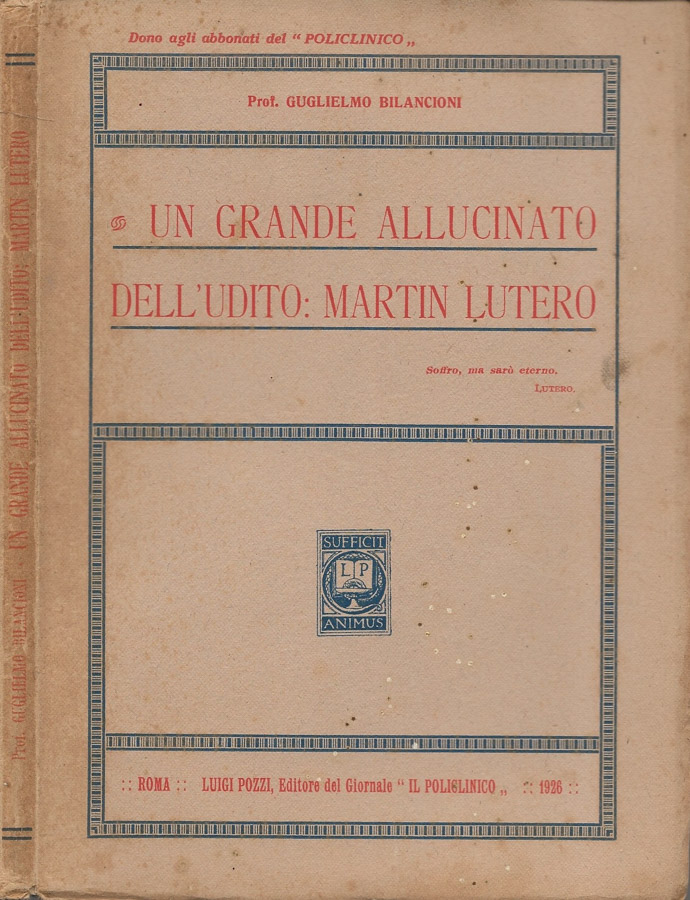 Dono agli abbonati del “ POLICLINICO „
Prof. GUGLIELMO BILANCIONI
UN GRANDE ALLUCINATO
DELL'UDITO: MARTIN LUTERO
Soffro, ma sarò eterno.
LUTERO.
SUFFICIT
L P
ANIMUS
:: ROMA :: LUIGI POZZI, Editore del Giornale “ IL POLICLINICO „ :: 1926 ::
Prof. GUGLIELMO BILANCIONI - UN GRANDE ALLUCINATO DELL'UDITO: MARTIN LUTERO